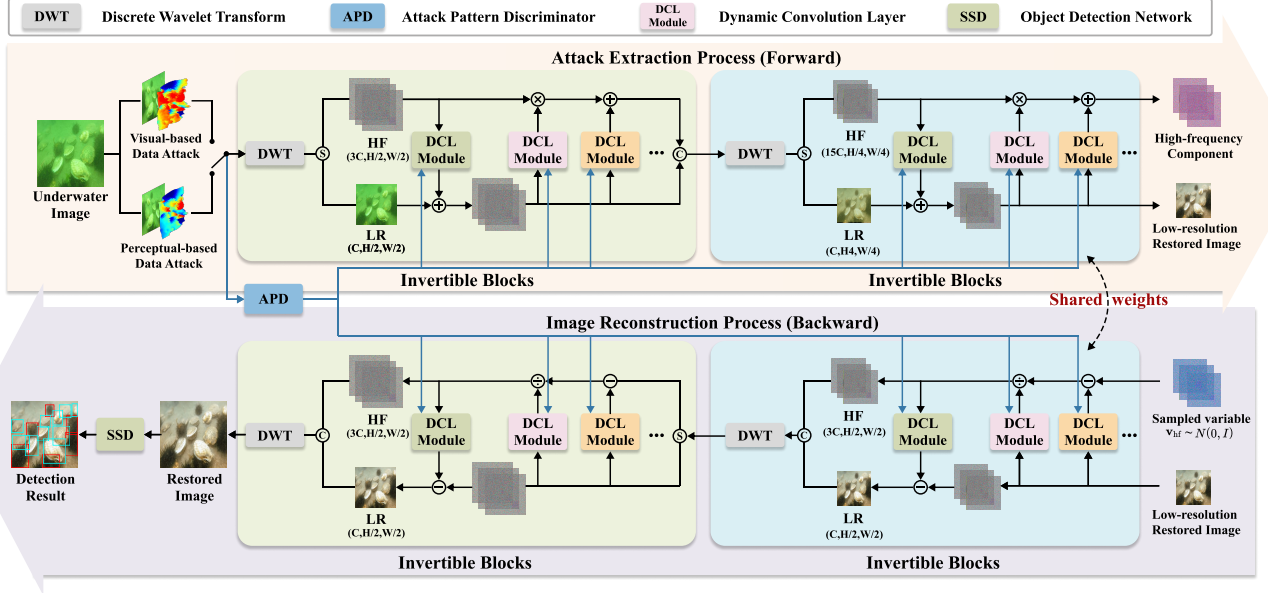 DWT Discrete Wavelet Transform APD Attack Pattern Discriminator DCL Module Dynamic Convolution Layer SSD Object Detection Network
Attack Extraction Process (Forward)
Underwater
Image
Visual-based
Data Attack
Perceptual-based
Data Attack
DWT
S
HF
(3C,H/2,W/2)
DCL
Module
DCL
Module
DCL
Module
...
C
LR
(C,H/2,W/2)
Invertible Blocks
DWT
S
HF
(15C,H/4,W/4)
DCL
Module
DCL
Module
DCL
Module
...
LR
(C,H4,W/4)
Invertible Blocks
High-frequency
Component
Low-resolution
Restored Image
APD
Shared weights
Image Reconstruction Process (Backward)
Detection
Result
SSD
Restored
Image
DWT
C
HF
(3C,H/2,W/2)
DCL
Module
DCL
Module
DCL
Module
...
S
LR
(C,H/2,W/2)
Invertible Blocks
DWT
C
HF
(3C,H/2,W/2)
DCL
Module
DCL
Module
DCL
Module
...
LR
(C,H/2,W/2)
Invertible Blocks
Sampled variable
v_hf ~ N(0, I)
Low-resolution
Restored Image